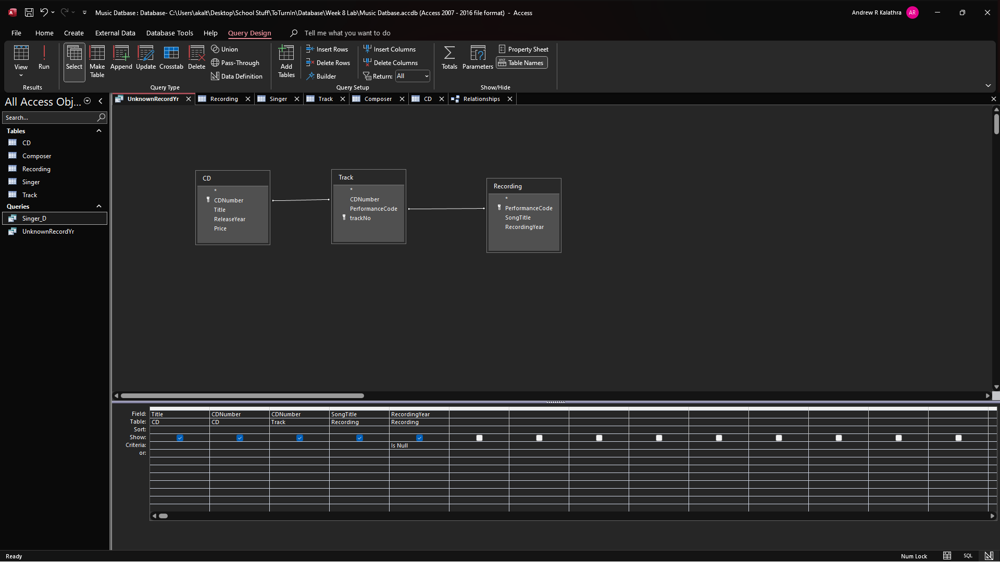 Music Datbase : Database- C:\Users\akalt\Desktop\School Stuff\ToTurnIn\Database\Week 8 Lab\Music Datbase.accdb (Access 2007 - 2016 file format) - Access
Andrew R Kalathra AR
File Home Create External Data Database Tools Help Query Design Tell me what you want to do
View Run Select Make Table Append Update Crosstab Delete
Union
Pass-Through
Data Definition
Add Tables
Insert Rows
Delete Rows
Builder
Insert Columns
Delete Columns
Return: All
Totals Parameters
Property Sheet
Table Names
Results Query Type Query Setup Show/Hide
All Access Obj...
Search...
Tables
CD
Composer
Recording
Singer
Track
Queries
Singer_D
UnknownRecordYr
UnknownRecordYr Recording Singer Track Composer CD Relationships
CD
*
CDNumber
Title
ReleaseYear
Price
Track
*
CDNumber
PerformanceCode
trackNo
Recording
*
PerformanceCode
SongTitle
RecordingYear
Field: Title CDNumber CDNumber SongTitle RecordingYear
Table: CD CD Track Recording Recording
Sort:
Show:
Criteria: Is Null
or:
Ready
Num Lock SQL